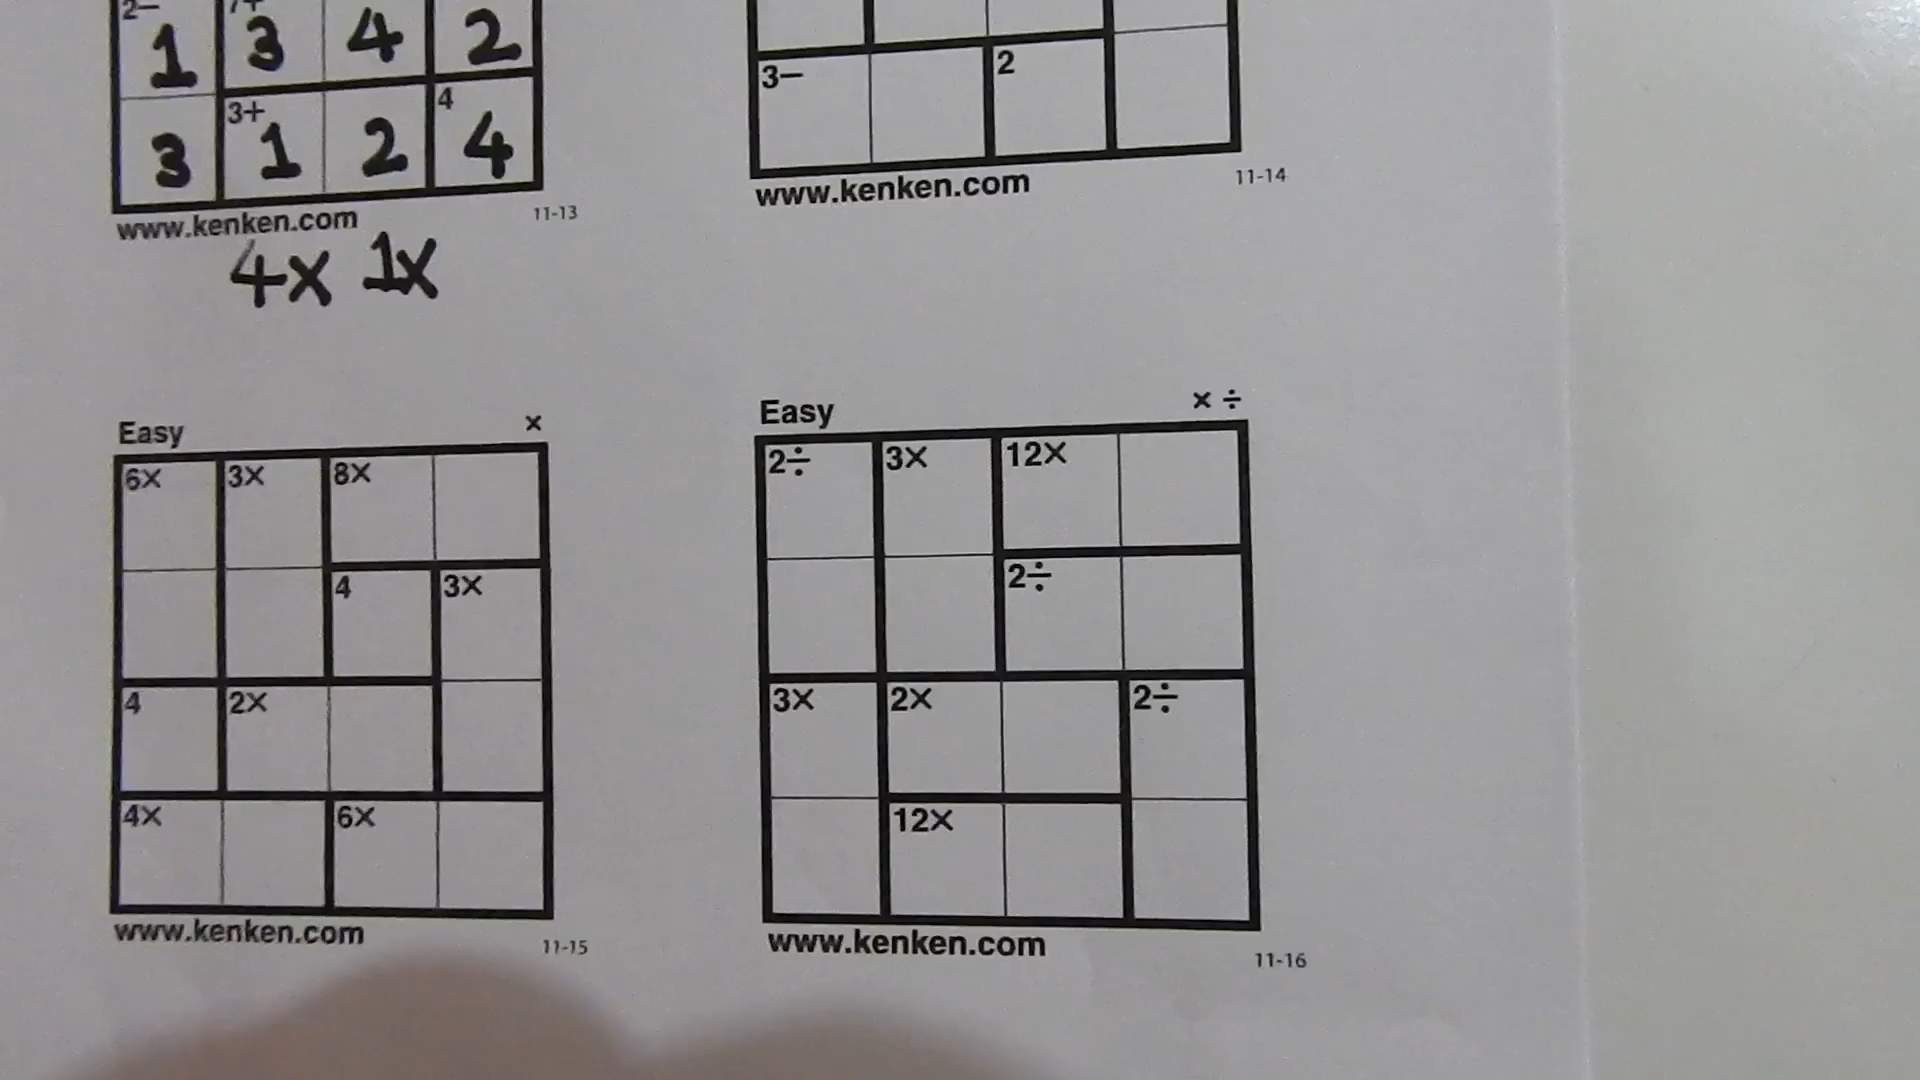 2−
1 3 4 2
3+ 4
3 1 2 4
www.kenken.com 11-13
4X 1X
3− 2
www.kenken.com 11-14
Easy ×
6× 3× 8×
4 3×
4 2×
4× 6×
www.kenken.com 11-15
Easy × ÷
2÷ 3× 12×
2÷
3× 2× 2÷
12×
www.kenken.com 11-16